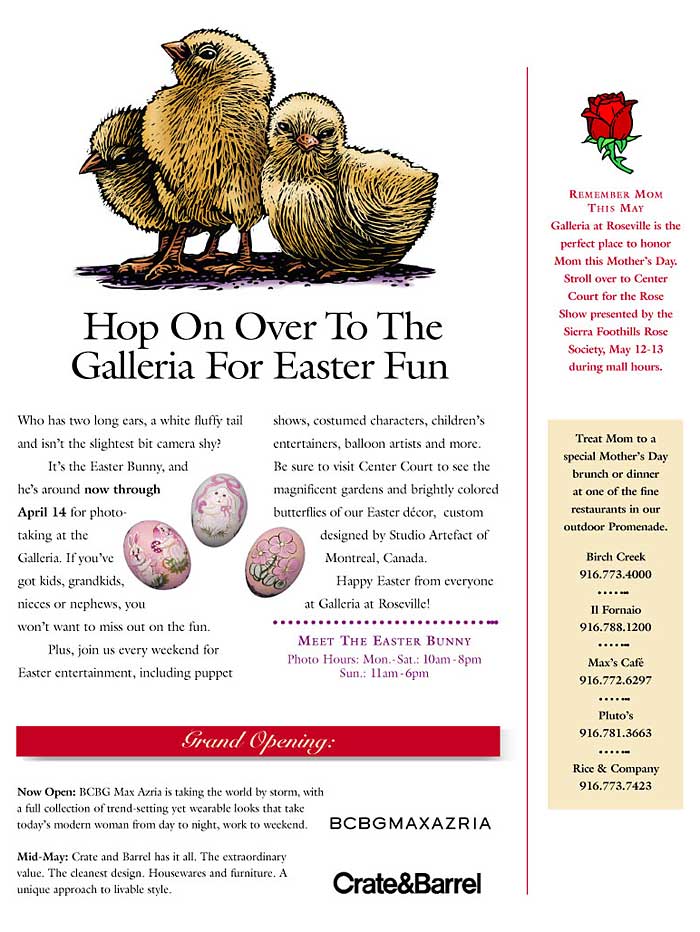 Hop On Over To The
Galleria For Easter Fun
Who has two long ears, a white fluffy tail
and isn't the slightest bit camera shy?
It's the Easter Bunny, and
he's around now through
April 14 for photo-
taking at the
Galleria. If you've
got kids, grandkids,
nieces or nephews, you
won't want to miss out on the fun.
Plus, join us every weekend for
Easter entertainment, including puppet
shows, costumed characters, children's
entertainers, balloon artists and more.
Be sure to visit Center Court to see the
magnificent gardens and brightly colored
butterflies of our Easter décor, custom
designed by Studio Artefact of
Montreal, Canada.
Happy Easter from everyone
at Galleria at Roseville!
MEET THE EASTER BUNNY
Photo Hours: Mon.-Sat.: 10am-8pm
Sun.: 11am-6pm
Grand Opening:
Now Open: BCBG Max Azria is taking the world by storm, with
a full collection of trend-setting yet wearable looks that take
today's modern woman from day to night, work to weekend.
BCBGMAXAZRIA
Mid-May: Crate and Barrel has it all. The extraordinary
value. The cleanest design. Housewares and furniture. A
unique approach to livable style.
Crate&Barrel
REMEMBER MOM
THIS MAY
Galleria at Roseville is the
perfect place to honor
Mom this Mother's Day.
Stroll over to Center
Court for the Rose
Show presented by the
Sierra Foothills Rose
Society, May 12-13
during mall hours.
Treat Mom to a
special Mother's Day
brunch or dinner
at one of the fine
restaurants in our
outdoor Promenade.
Birch Creek
916.773.4000
Il Fornaio
916.788.1200
Max's Café
916.772.6297
Pluto's
916.781.3663
Rice & Company
916.773.7423